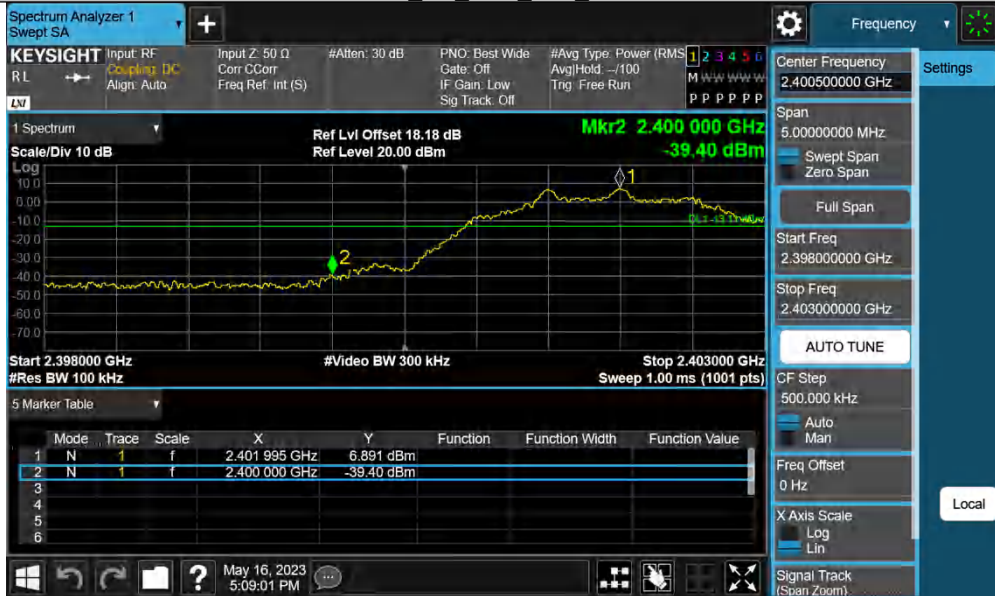 Spectrum Analyzer 1
Swept SA
Frequency
KEYSIGHT Input: RF Input Z: 50 Ω #Atten: 30 dB PNO: Best Wide #Avg Type: Power (RMS 1 2 3 4 5 6
RL Coupling: DC Corr CCorr Gate: Off Avg|Hold: --/100 M W W W W W
Align: Auto Freq Ref: Int (S) IF Gain: Low Trig: Free Run
LXI Sig Track: Off P P P P P P
1 Spectrum
Scale/Div 10 dB
Ref Lvl Offset 18.18 dB
Ref Level 20.00 dBm
Mkr2 2.400 000 GHz
-39.40 dBm
Log
10.0
0.00
-10.0
-20.0
-30.0
-40.0
-50.0
-60.0
-70.0
1
2
Start 2.398000 GHz #Video BW 300 kHz Stop 2.403000 GHz
#Res BW 100 kHz Sweep 1.00 ms (1001 pts)
5 Marker Table
Mode Trace Scale X Y Function Function Width Function Value
1 N 1 f 2.401 995 GHz 6.891 dBm
2 N 1 f 2.400 000 GHz -39.40 dBm
3
4
5
6
May 16, 2023
5:09:01 PM
Center Frequency
2.400500000 GHz
Settings
Span
5.00000000 MHz
Swept Span
Zero Span
Full Span
Start Freq
2.398000000 GHz
Stop Freq
2.403000000 GHz
AUTO TUNE
CF Step
500.000 kHz
Auto
Man
Freq Offset
0 Hz
Local
X Axis Scale
Log
Lin
Signal Track
(Span Zoom)